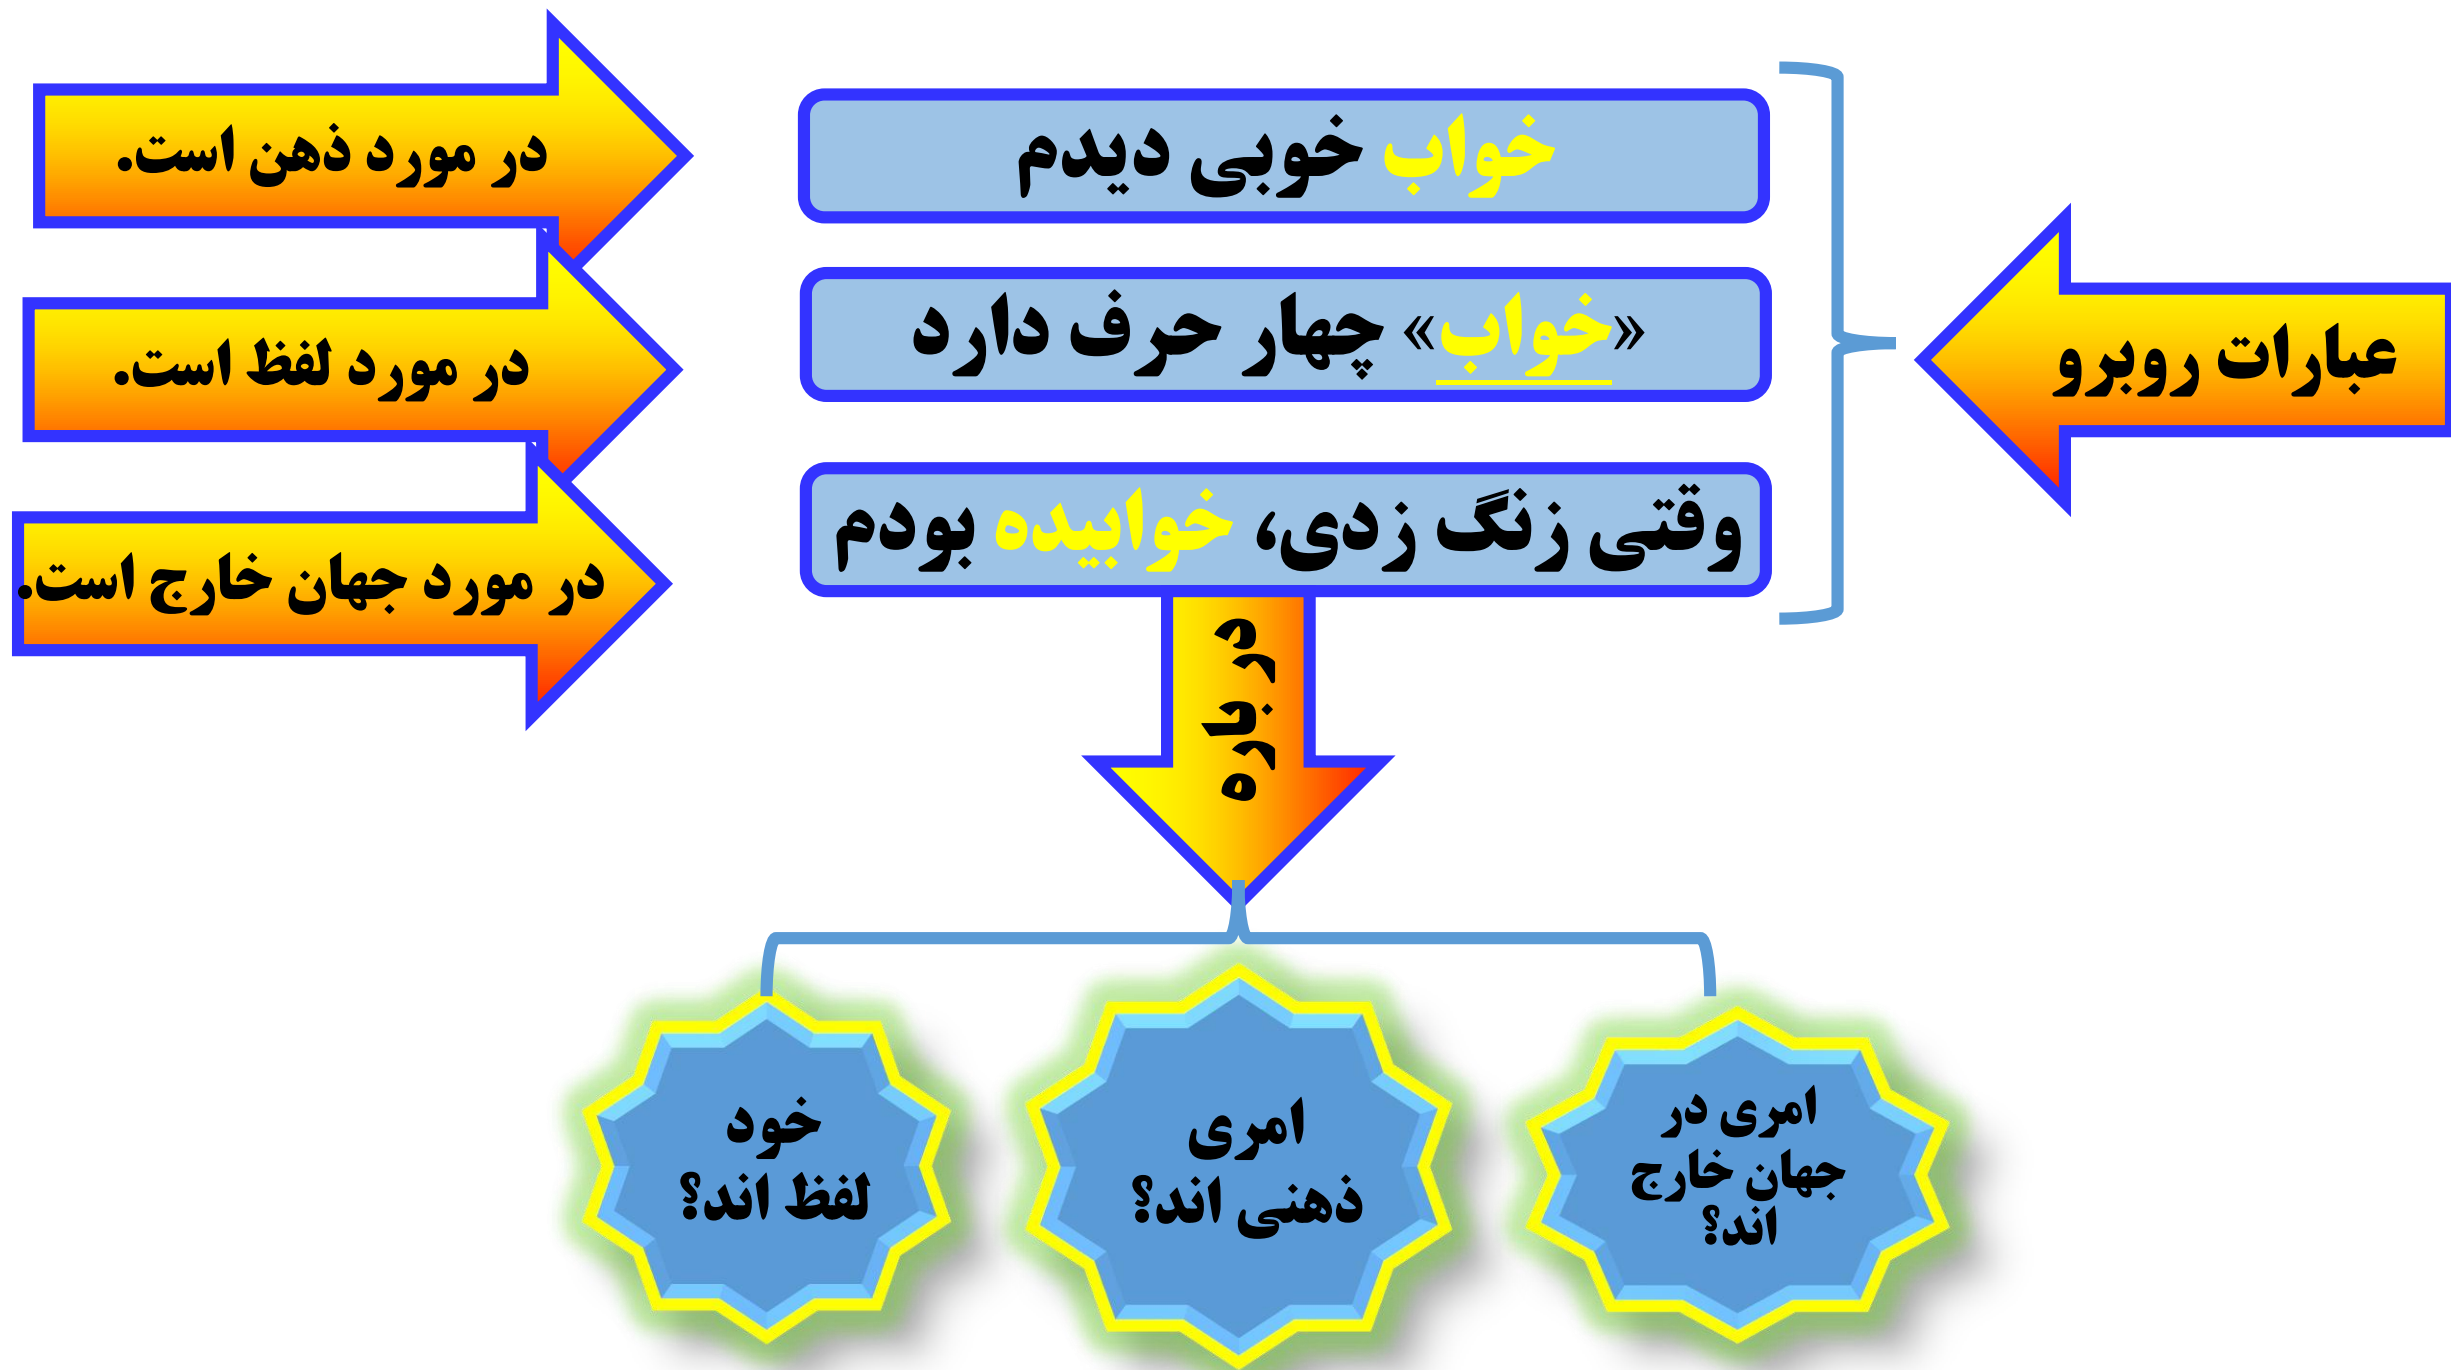 عبارات روبرو
خواب خوبی دیدم
«خواب» چهار حرف دارد
وقتی زنگ زدی، خوابیده بودم
در مورد ذهن است.
در مورد لفظ است.
در مورد جهان خارج است.
در باره
امری در
جهان خارج
اند؟
امری
ذهنی اند؟
خود
لفظ اند؟